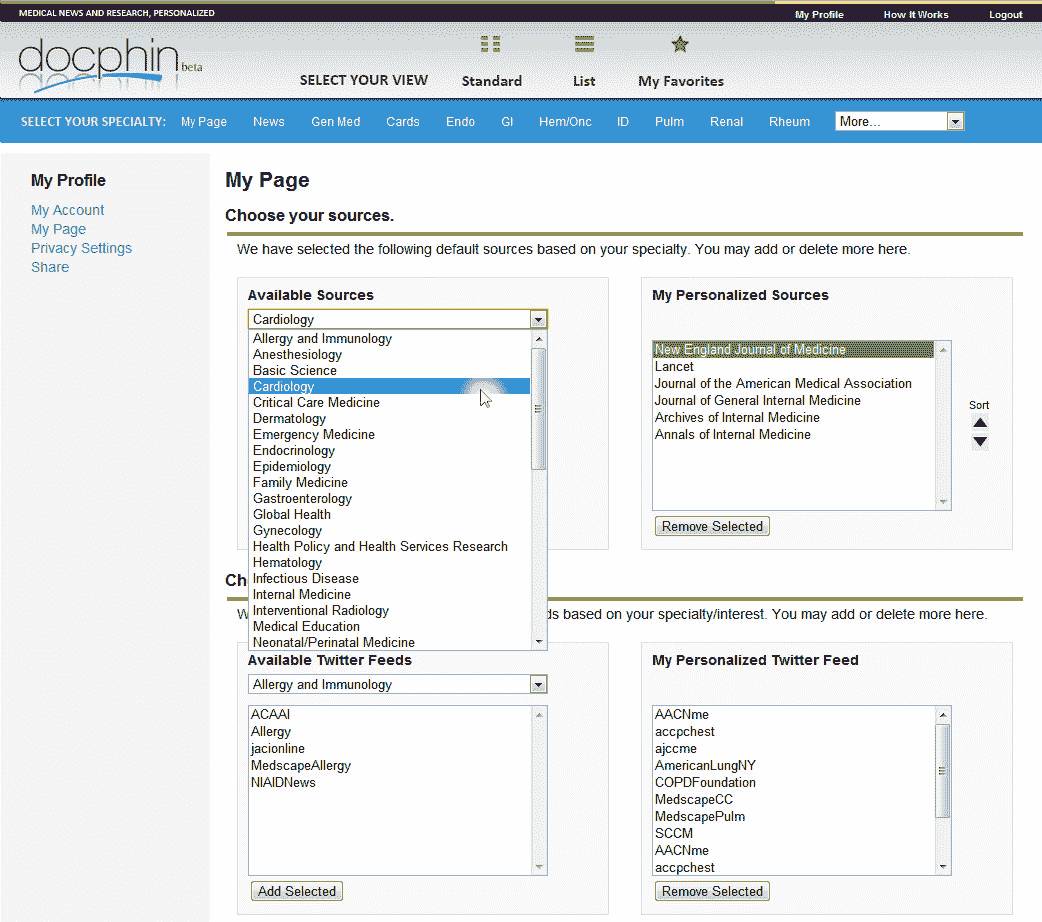 MEDICAL NEWS AND RESEARCH, PERSONALIZED
My Profile How It Works Logout
docphin beta
SELECT YOUR VIEW Standard List My Favorites
SELECT YOUR SPECIALTY: My Page News Gen Med Cards Endo GI Hem/Onc ID Pulm Renal Rheum More...
My Profile
My Account
My Page
Privacy Settings
Share
My Page
Choose your sources.
We have selected the following default sources based on your specialty. You may add or delete more here.
Available Sources
Cardiology
Allergy and Immunology
Anesthesiology
Basic Science
Cardiology
Critical Care Medicine
Dermatology
Emergency Medicine
Endocrinology
Epidemiology
Family Medicine
Gastroenterology
Global Health
Gynecology
Health Policy and Health Services Research
Hematology
Infectious Disease
Internal Medicine
Interventional Radiology
Medical Education
Neonatal/Perinatal Medicine
My Personalized Sources
New England Journal of Medicine
Lancet
Journal of the American Medical Association
Journal of General Internal Medicine
Archives of Internal Medicine
Annals of Internal Medicine
Sort
Remove Selected
Ch
W ds based on your specialty/interest. You may add or delete more here.
Available Twitter Feeds
Allergy and Immunology
ACAAI
Allergy
jacionline
MedscapeAllergy
NIAIDNews
Add Selected
My Personalized Twitter Feed
AACNme
accpchest
ajccme
AmericanLungNY
COPDFoundation
MedscapeCC
MedscapePulm
SCCM
AACNme
accpchest
Remove Selected